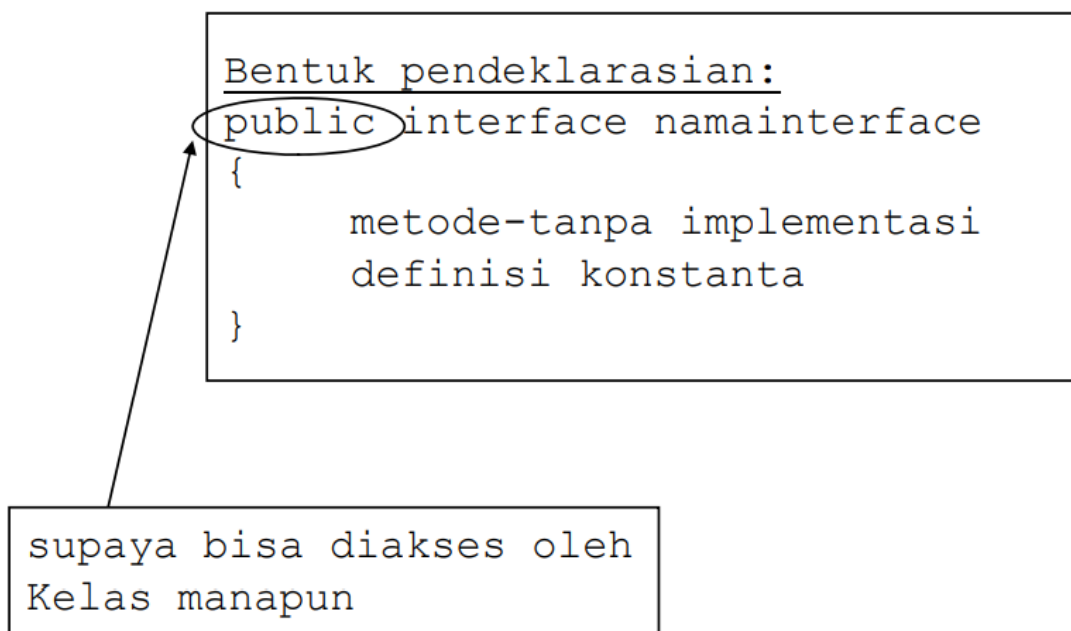 Bentuk pendeklarasian:
public interface namainterface
{
metode-tanpa implementasi
definisi konstanta
}
supaya bisa diakses oleh
Kelas manapun